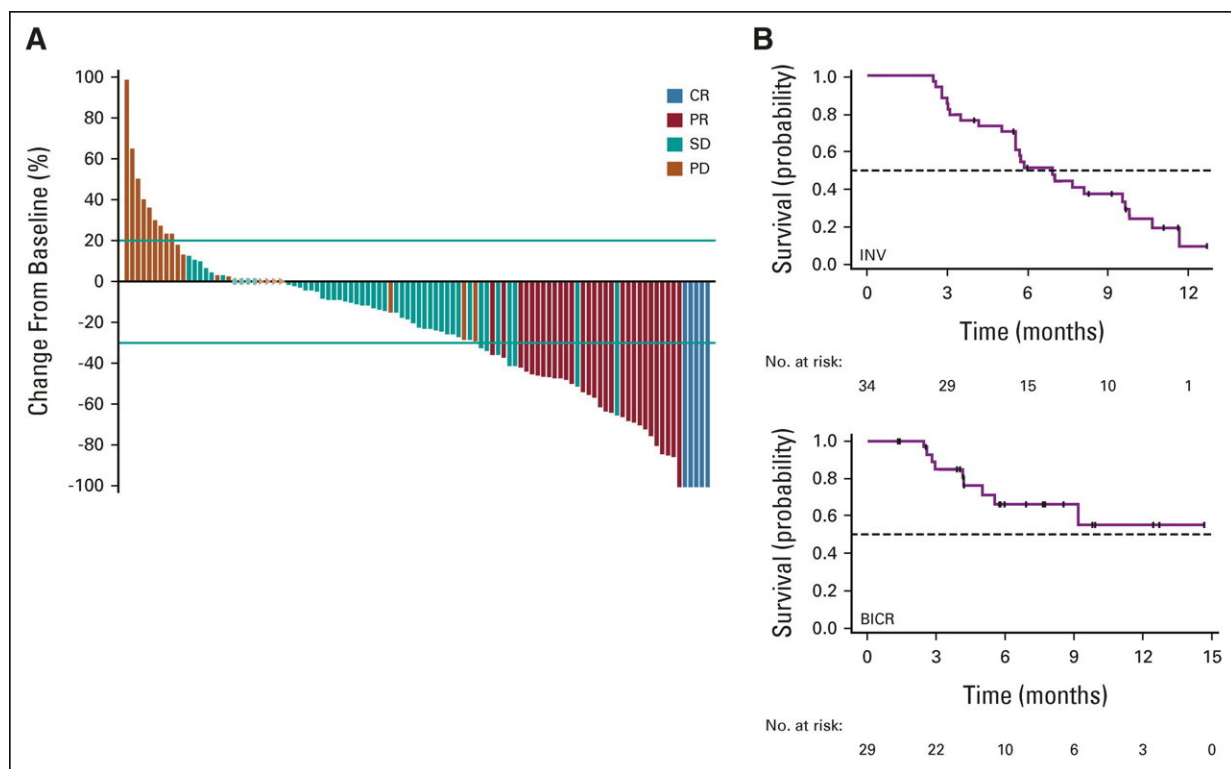 A
Change From Baseline (%)
100
80
60
40
20
0
-20
-40
-60
-80
-100
CR
PR
SD
PD
B
Survival (probability)
1.0
0.8
0.6
0.4
0.2
0.0
INV
0 3 6 9 12
Time (months)
No. at risk:
34 29 15 10 1
Survival (probability)
1.0
0.8
0.6
0.4
0.2
0.0
BICR
0 3 6 9 12 15
Time (months)
No. at risk:
29 22 10 6 3 0